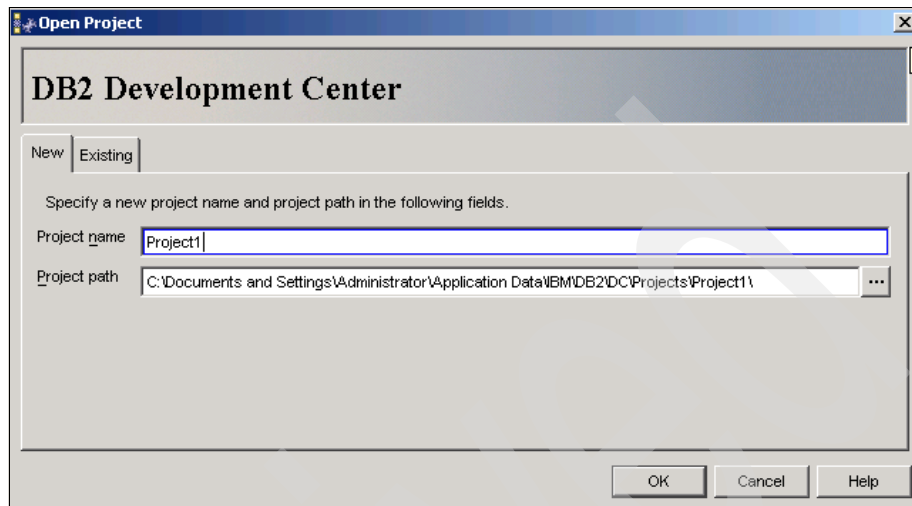 Open Project
DB2 Development Center
New Existing
Specify a new project name and project path in the following fields.
Project name Project1
Project path C:\Documents and Settings\Administrator\Application Data\IBM\DB2\DC\Projects\Project1\ ...
OK Cancel Help